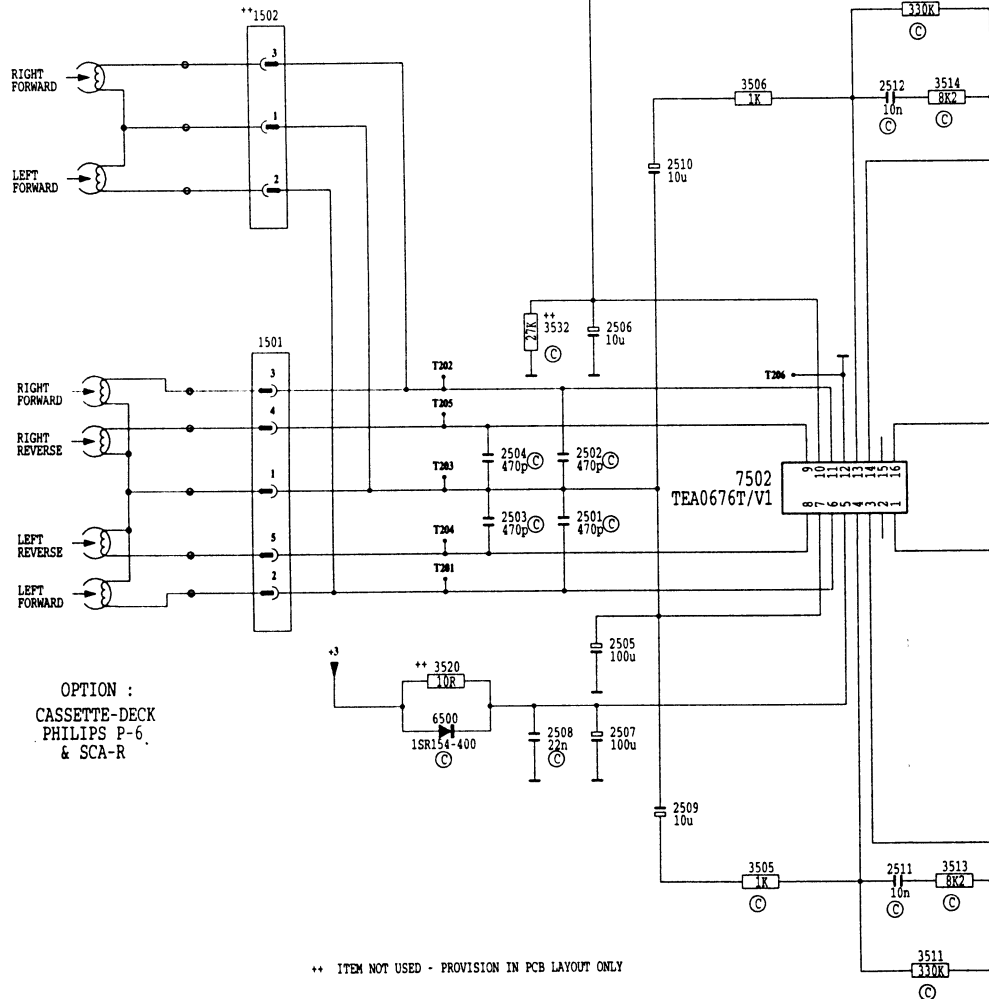 ++ 1502
330K
C
3
RIGHT
FORWARD
3506
1K
2512
10n
C
3514
8K2
C
1
LEFT
FORWARD
2
2510
10u
27K
++
3532
C
2506
10u
1501
RIGHT
FORWARD
3
T202
T206
4
T205
RIGHT
REVERSE
2504
470p C
2502
470p C
1
T203
2503
470p C
2501
470p C
7502
TEA0676T/V1
9 10 11 12 13 14 15 16
8 7 6 5 4 3 2 1
LEFT
REVERSE
5
T204
LEFT
FORWARD
2
T201
2505
100u
+3
++ 3520
10R
6500
1SR154-400
C
2508
22n
C
2507
100u
OPTION :
CASSETTE-DECK
PHILIPS P-6
& SCA-R
2509
10u
3505
1K
C
2511
10n
C
3513
8K2
C
3511
330K
C
++ ITEM NOT USED - PROVISION IN PCB LAYOUT ONLY